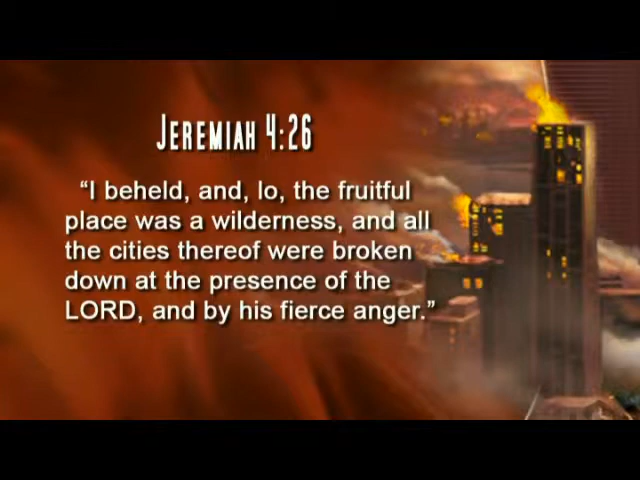 JEREMIAH 4:26
“I beheld, and, lo, the fruitful
place was a wilderness, and all
the cities thereof were broken
down at the presence of the
LORD, and by his fierce anger.”